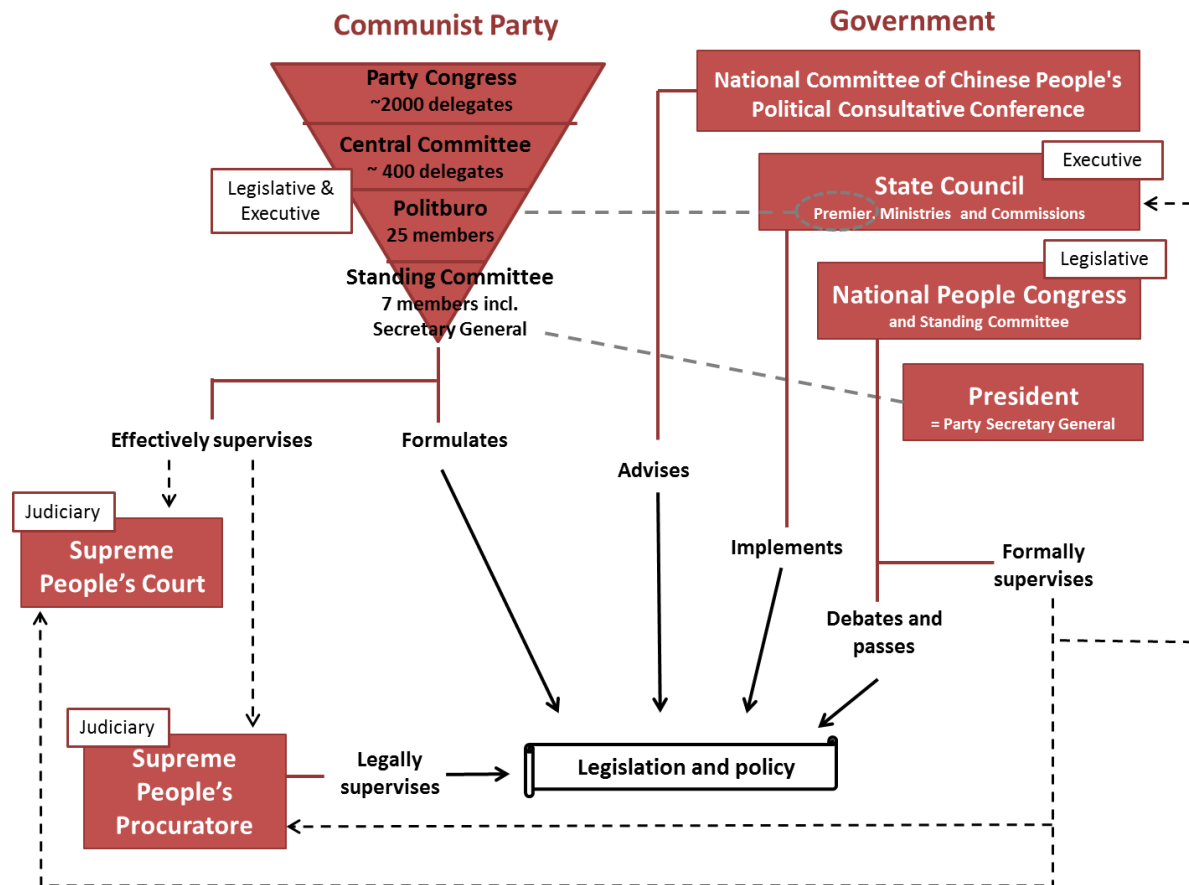 Communist Party
Party Congress
~2000 delegates
Central Committee
~ 400 delegates
Legislative &
Executive
Politburo
25 members
Standing Committee
7 members incl.
Secretary General
Government
National Committee of Chinese People's
Political Consultative Conference
Executive
State Council
Premier, Ministries and Commissions
Legislative
National People Congress
and Standing Committee
President
= Party Secretary General
Effectively supervises
Formulates
Advises
Implements
Formally
supervises
Debates and
passes
Judiciary
Supreme
People’s Court
Judiciary
Supreme
People’s
Procuratore
Legally
supervises
Legislation and policy